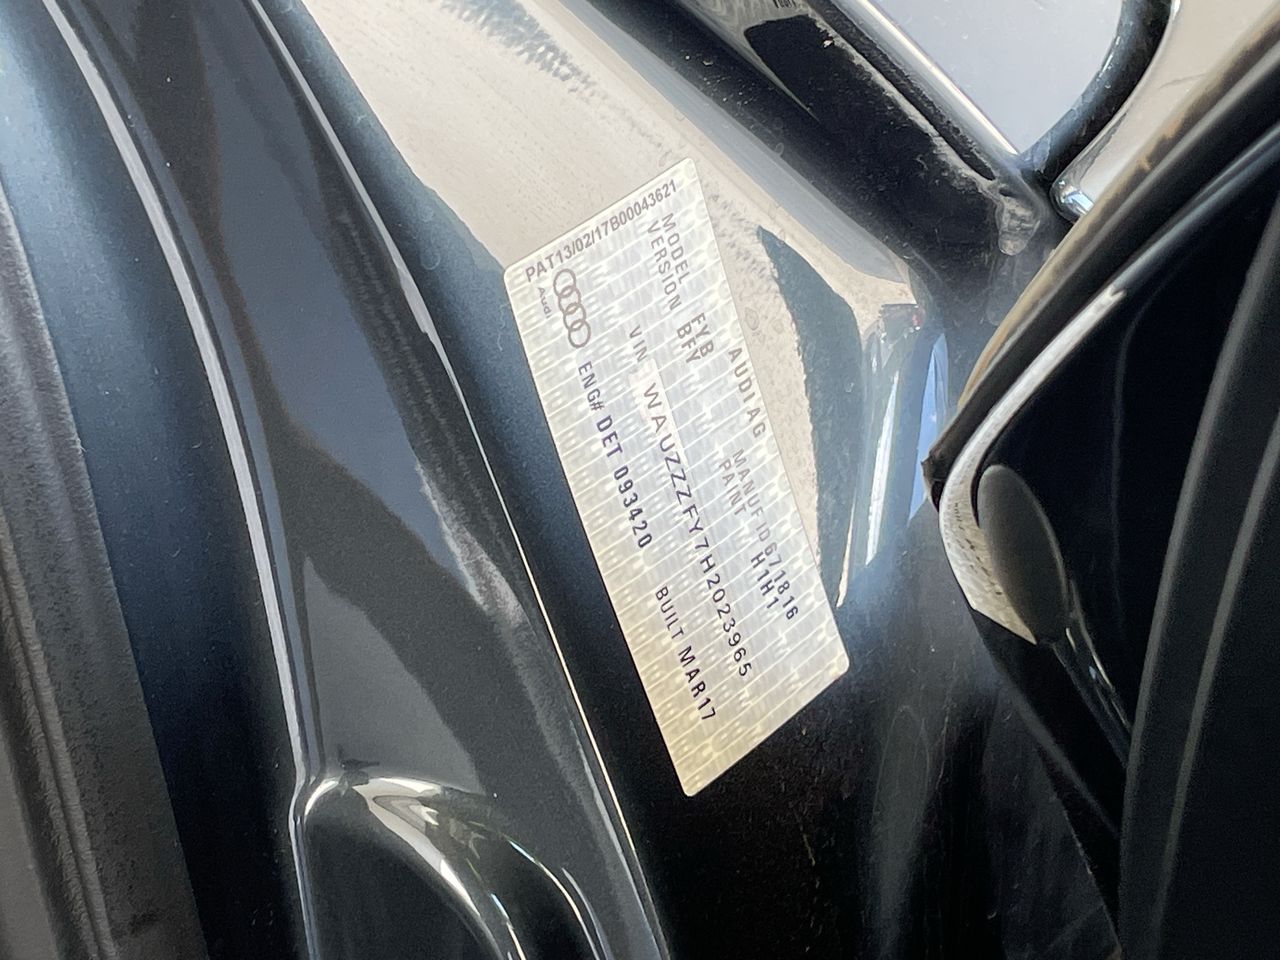 PAT13/02/17B00043621
MODEL FYB AUDI AG MANUF ID 671816
VERSION BFV PAINT H1H1
VIN WAUZZZFY7H2023965
Audi
ENG# DET 093420 BUILT MAR17